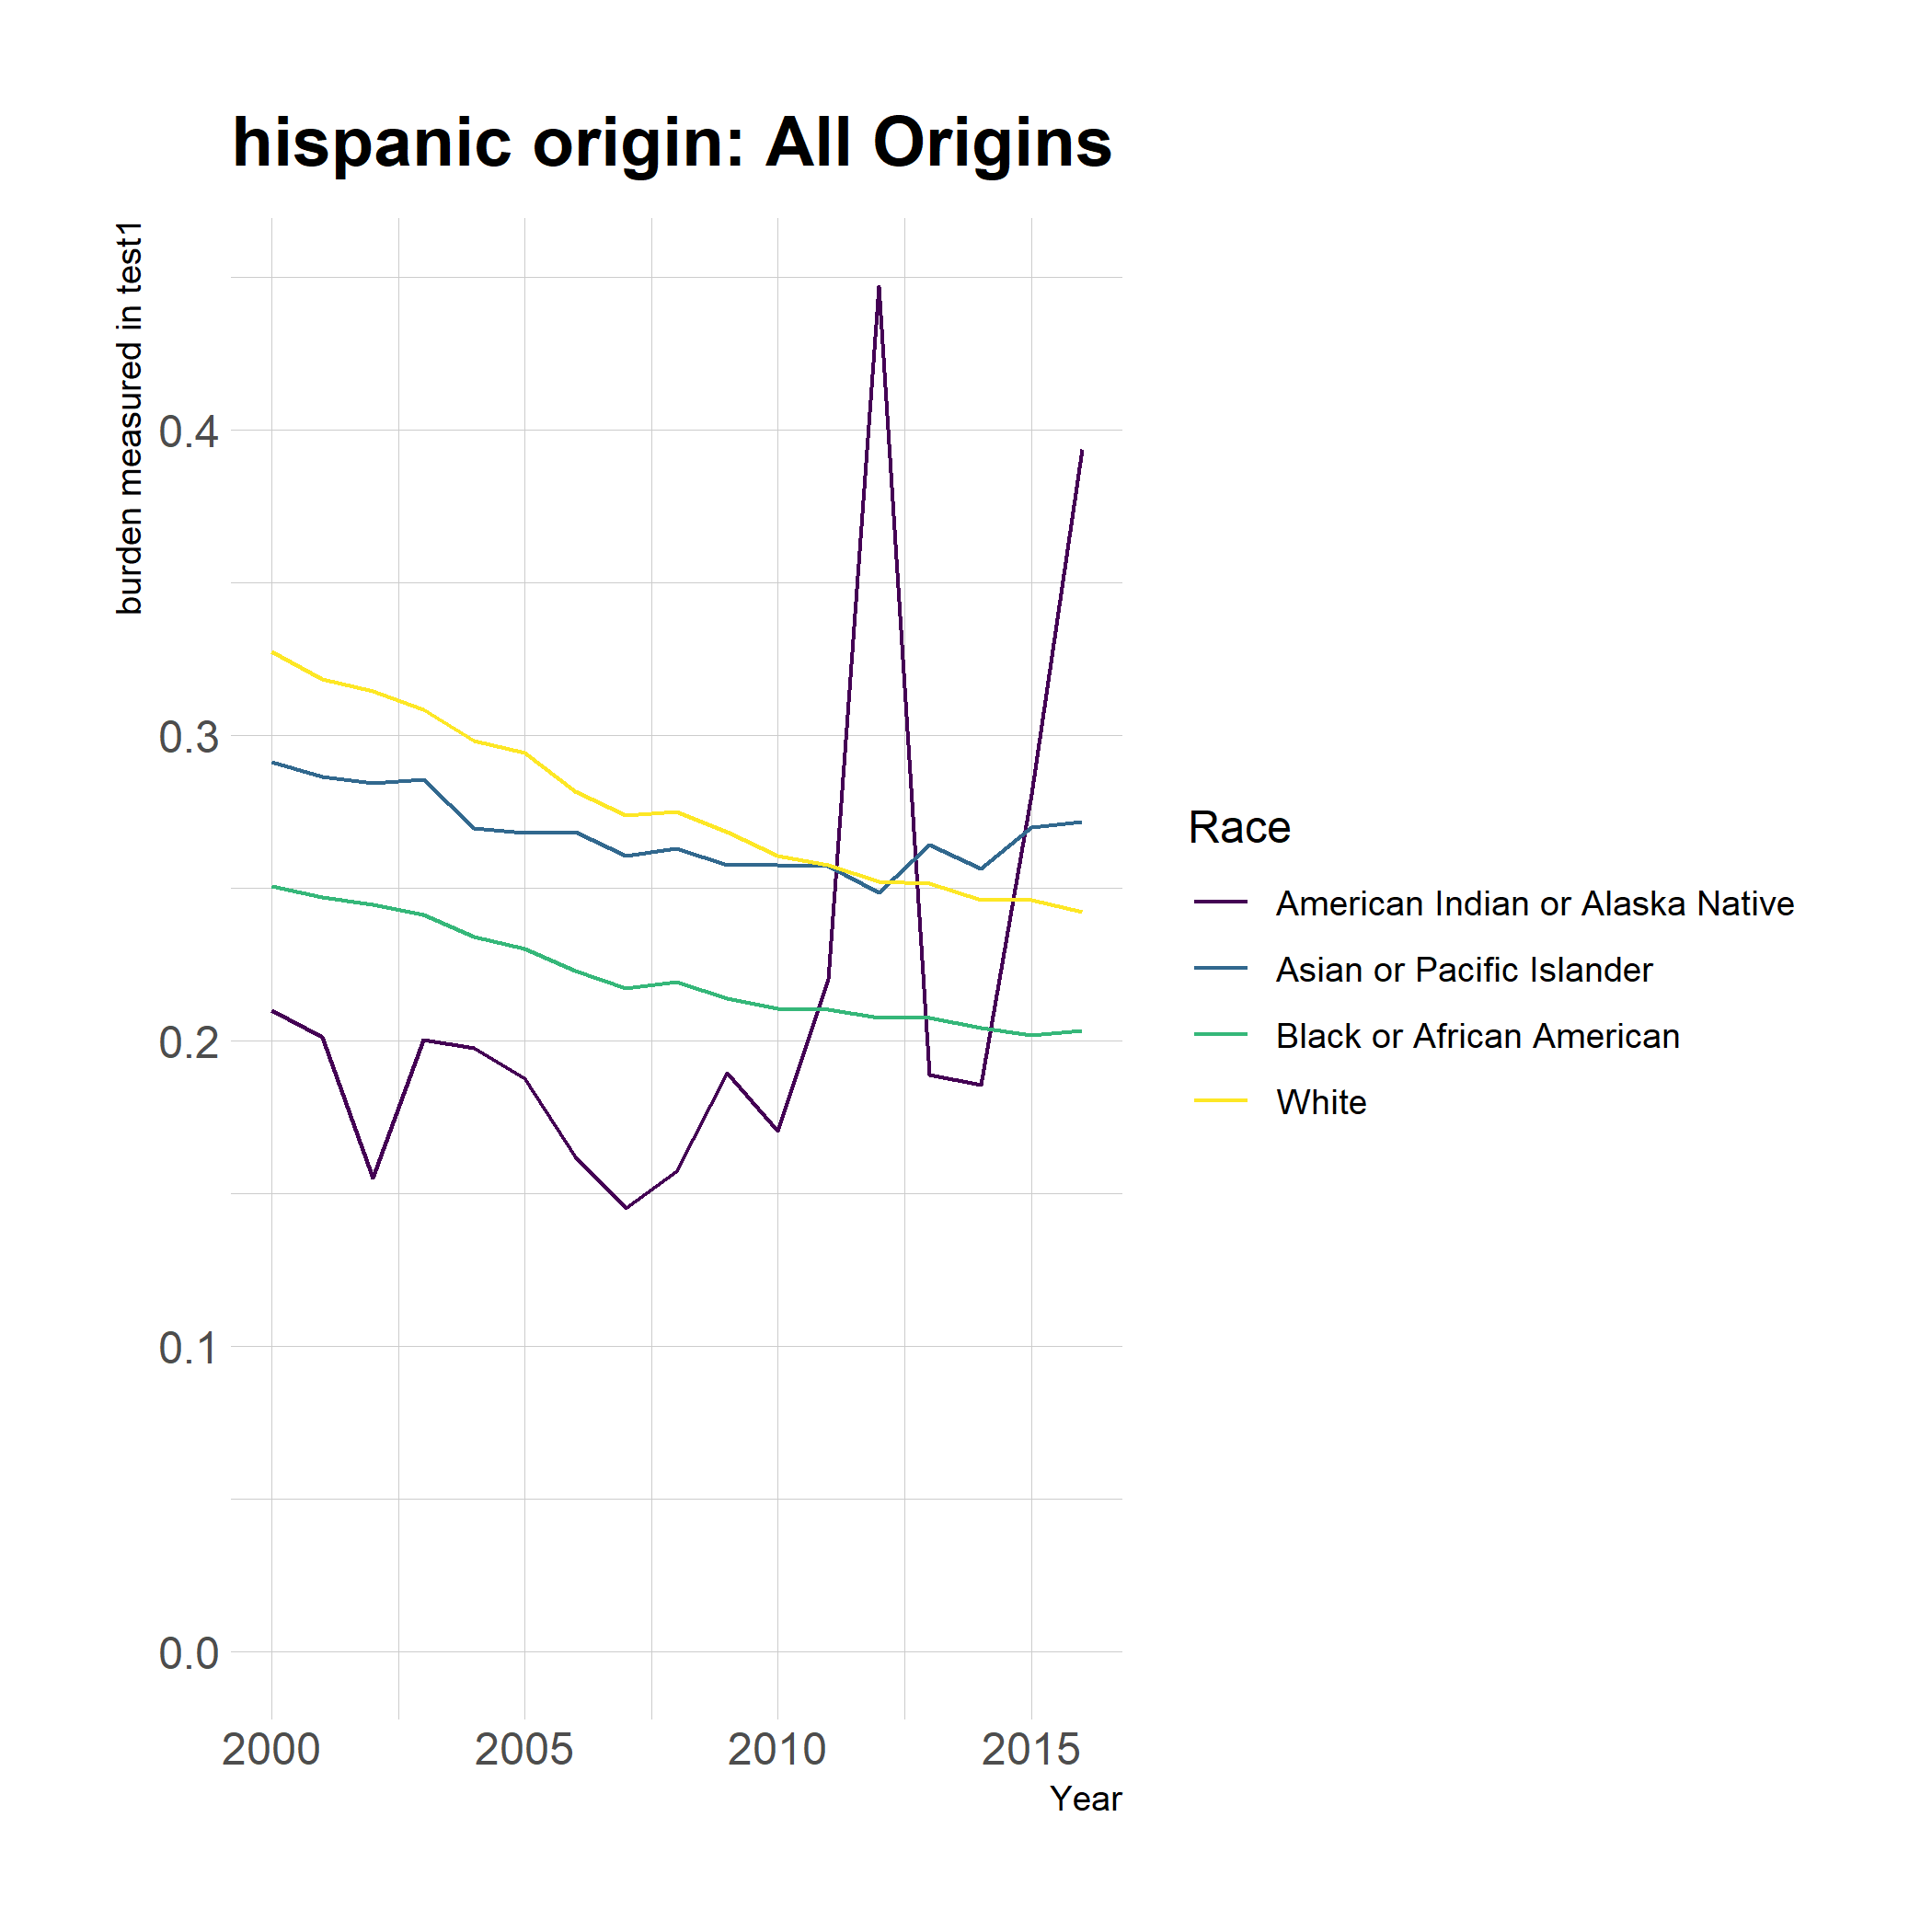 hispanic origin: All Origins
burden measured in test1
0.4
0.3
0.2
0.1
0.0
2000 2005 2010 2015
Year
Race
American Indian or Alaska Native
Asian or Pacific Islander
Black or African American
White